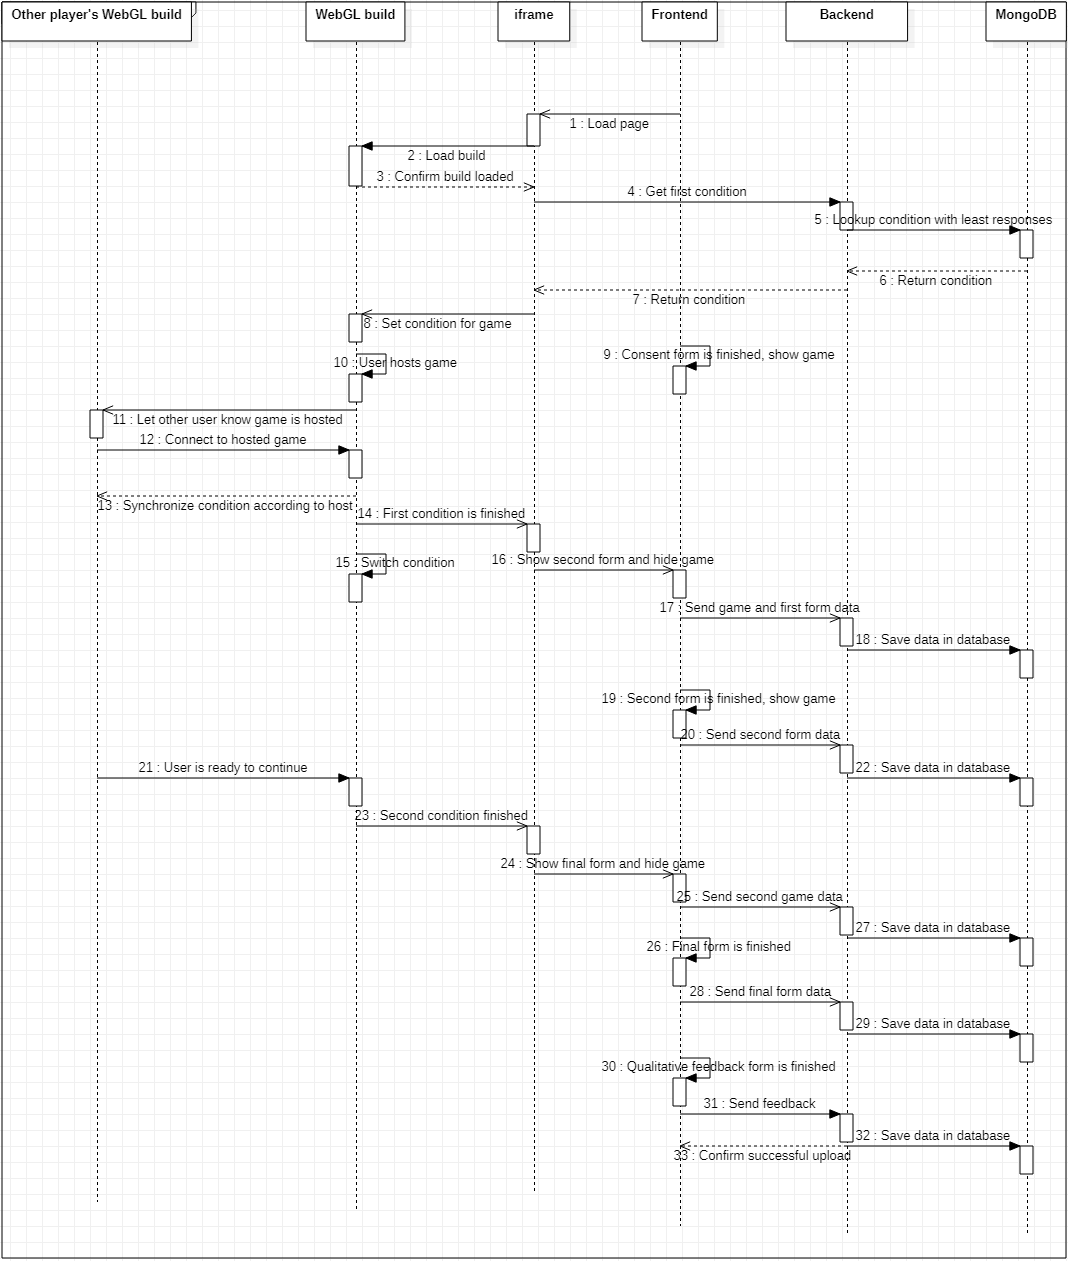 Other player's WebGL build
WebGL build
iframe
Frontend
Backend
MongoDB
1 : Load page
2 : Load build
3 : Confirm build loaded
4 : Get first condition
5 : Lookup condition with least responses
6 : Return condition
7 : Return condition
8 : Set condition for game
9 : Consent form is finished, show game
10 : User hosts game
11 : Let other user know game is hosted
12 : Connect to hosted game
13 : Synchronize condition according to host
14 : First condition is finished
15 : Switch condition
16 : Show second form and hide game
17 : Send game and first form data
18 : Save data in database
19 : Second form is finished, show game
20 : Send second form data
21 : User is ready to continue
22 : Save data in database
23 : Second condition finished
24 : Show final form and hide game
25 : Send second game data
27 : Save data in database
26 : Final form is finished
28 : Send final form data
29 : Save data in database
30 : Qualitative feedback form is finished
31 : Send feedback
32 : Save data in database
33 : Confirm successful upload